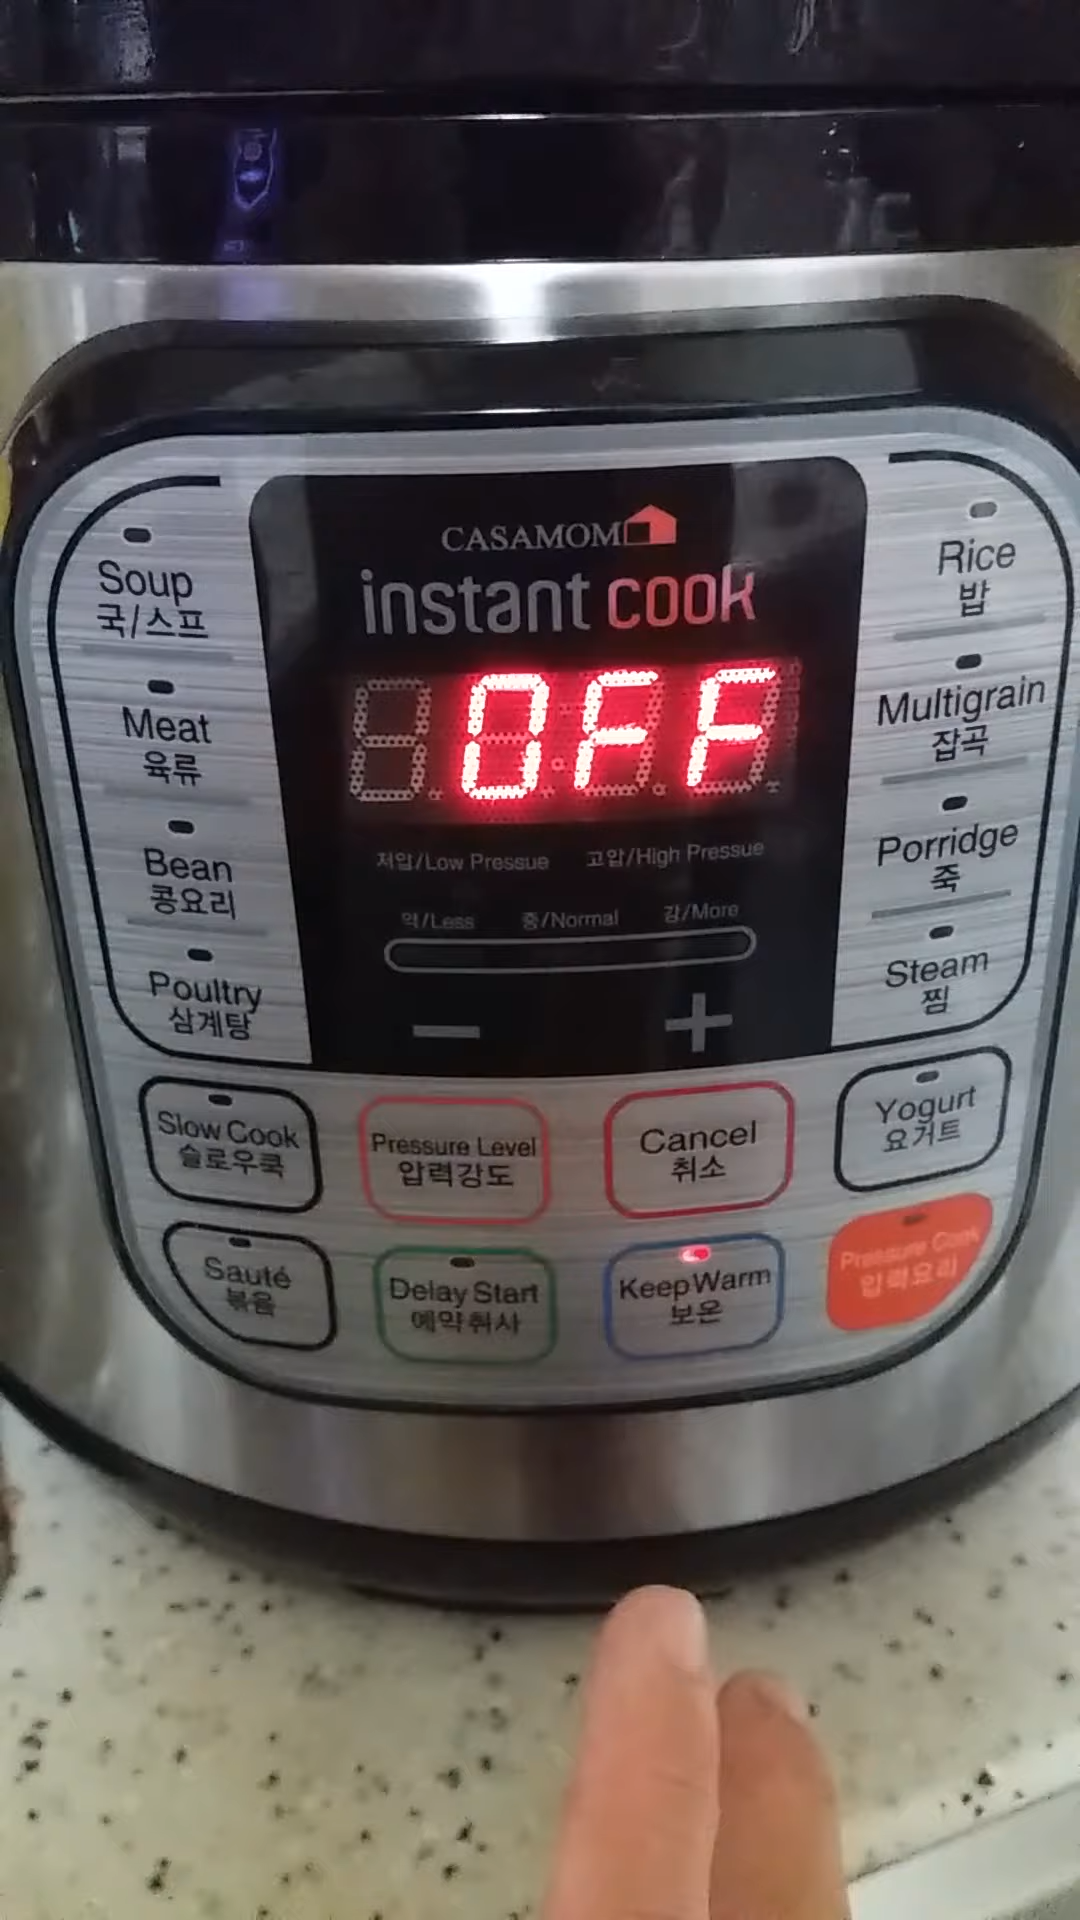 CASAMOM
instant cook
OFF
저압/Low Pressue
고압/High Pressue
약/Less
중/Normal
강/More
−
+
Soup
국/스프
Meat
육류
Bean
콩요리
Poultry
삼계탕
Rice
밥
Multigrain
잡곡
Porridge
죽
Steam
찜
Slow Cook
슬로우쿡
Pressure Level
압력강도
Cancel
취소
Yogurt
요거트
Sauté
볶음
Delay Start
예약취사
Keep Warm
보온
Pressure Cook
압력요리